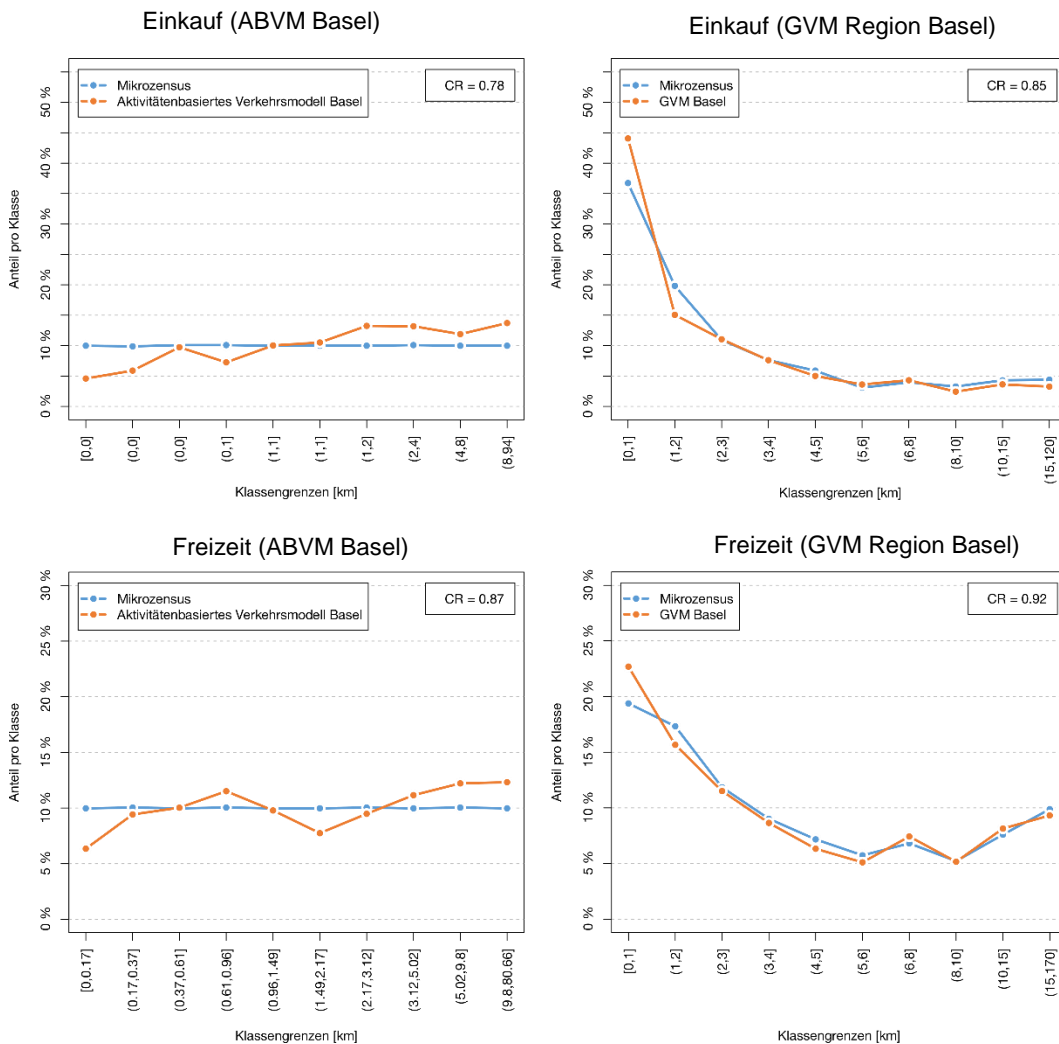 Einkauf (ABVM Basel)
Mikrozensus
Aktivitätenbasiertes Verkehrsmodell Basel
CR = 0.78
Anteil pro Klasse
50 %
40 %
30 %
20 %
10 %
0 %
[0,0]
(0,0]
(0,0]
(0,1]
(1,1]
(1,1]
(1,2]
(2,4]
(4,8]
(8,94]
Klassengrenzen [km]
Einkauf (GVM Region Basel)
Mikrozensus
GVM Basel
CR = 0.85
Anteil pro Klasse
50 %
40 %
30 %
20 %
10 %
0 %
[0,1]
(1,2]
(2,3]
(3,4]
(4,5]
(5,6]
(6,8]
(8,10]
(10,15]
(15,120]
Klassengrenzen [km]
Freizeit (ABVM Basel)
Mikrozensus
Aktivitätenbasiertes Verkehrsmodell Basel
CR = 0.87
Anteil pro Klasse
30 %
25 %
20 %
15 %
10 %
5 %
0 %
[0,0.17]
(0.17,0.37]
(0.37,0.61]
(0.61,0.96]
(0.96,1.49]
(1.49,2.17]
(2.17,3.12]
(3.12,5.02]
(5.02,9.8]
(9.8,80.66]
Klassengrenzen [km]
Freizeit (GVM Region Basel)
Mikrozensus
GVM Basel
CR = 0.92
Anteil pro Klasse
30 %
25 %
20 %
15 %
10 %
5 %
0 %
[0,1]
(1,2]
(2,3]
(3,4]
(4,5]
(5,6]
(6,8]
(8,10]
(10,15]
(15,170]
Klassengrenzen [km]